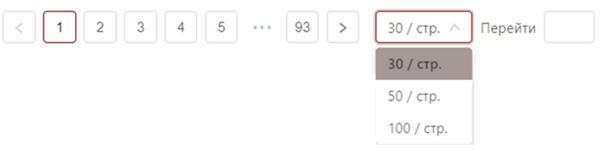 < 1 2 3 4 5 ••• 93 > 30 / стр. Перейти
30 / стр.
50 / стр.
100 / стр.